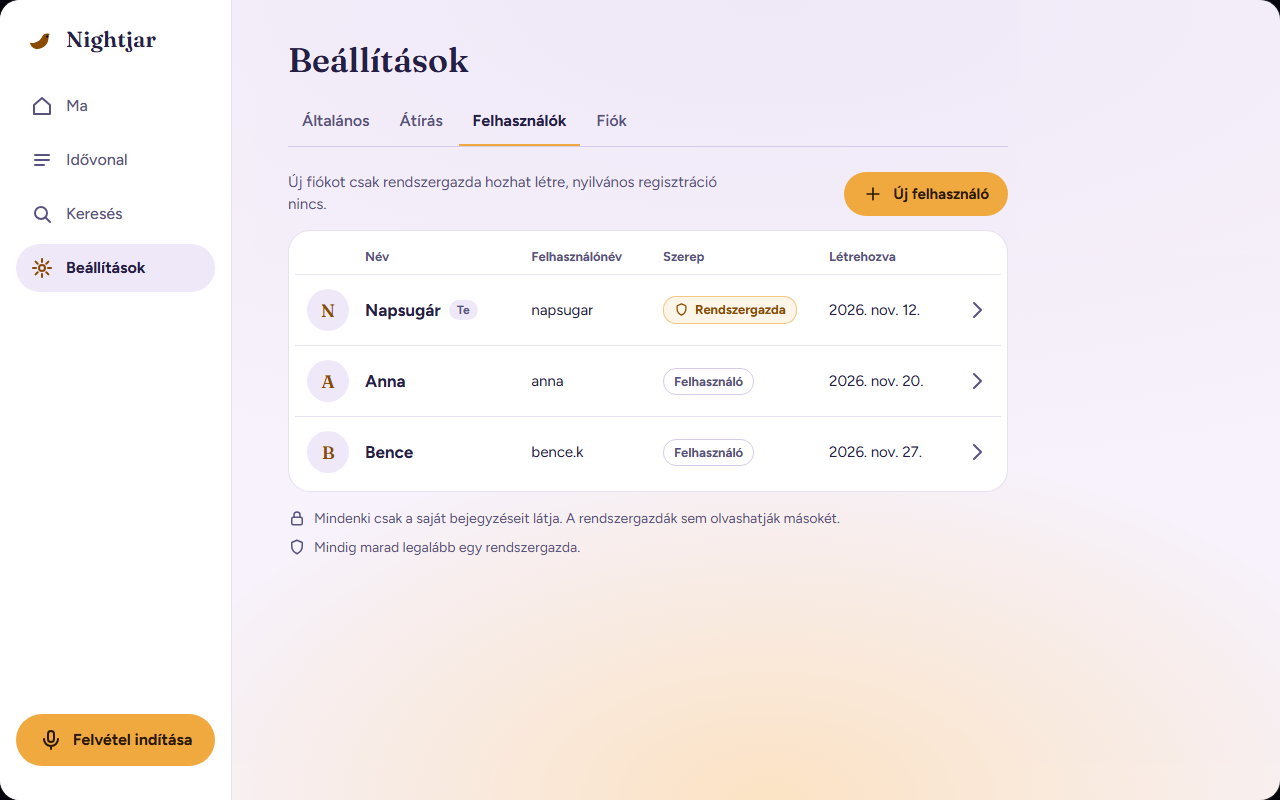 Nightjar
Ma
Idővonal
Keresés
Beállítások
Felvétel indítása
Beállítások
Általános Átírás Felhasználók Fiók
Új fiókot csak rendszergazda hozhat létre, nyilvános regisztráció
nincs.
Új felhasználó
Név Felhasználónév Szerep Létrehozva
N Napsugár Te napsugar Rendszergazda 2026. nov. 12.
A Anna anna Felhasználó 2026. nov. 20.
B Bence bence.k Felhasználó 2026. nov. 27.
Mindenki csak a saját bejegyzéseit látja. A rendszergazdák sem olvashatják másokét.
Mindig marad legalább egy rendszergazda.